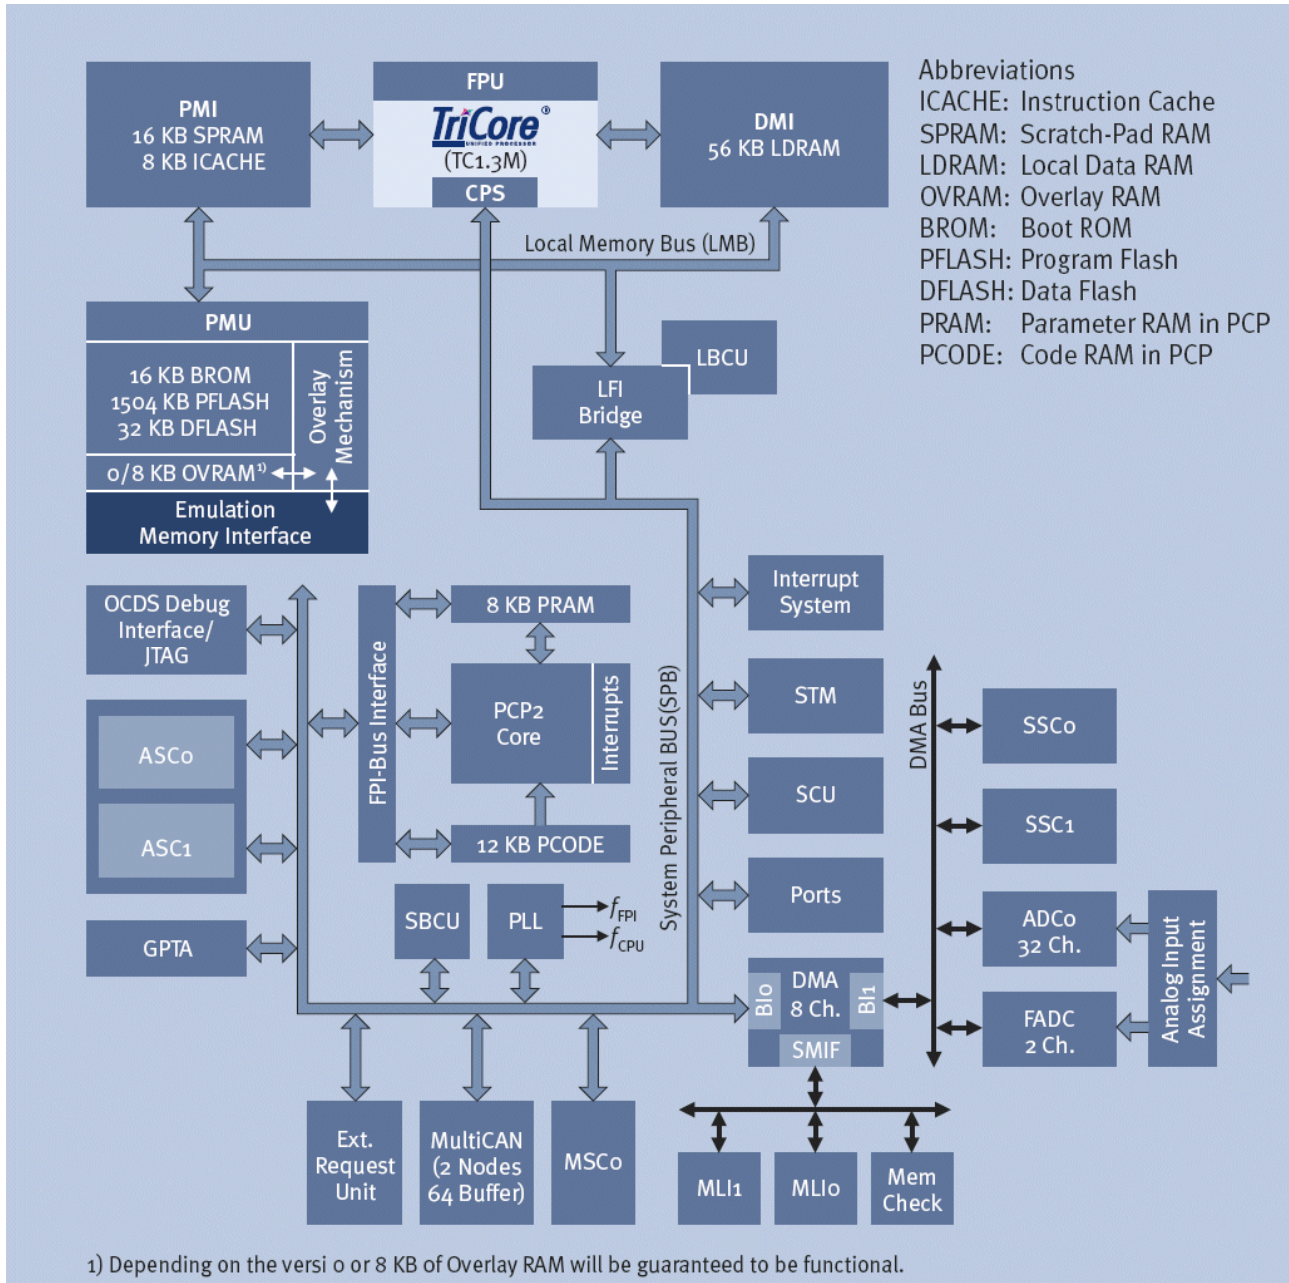 PMI
16 KB SPRAM
8 KB ICACHE
FPU
TriCore®
UNIFIED PROCESSOR
(TC1.3M)
CPS
DMI
56 KB LDRAM
Abbreviations
ICACHE: Instruction Cache
SPRAM: Scratch-Pad RAM
LDRAM: Local Data RAM
OVRAM: Overlay RAM
BROM: Boot ROM
PFLASH: Program Flash
DFLASH: Data Flash
PRAM: Parameter RAM in PCP
PCODE: Code RAM in PCP
Local Memory Bus (LMB)
PMU
16 KB BROM
1504 KB PFLASH
32 KB DFLASH
Overlay
Mechanism
0/8 KB OVRAM1)
Emulation
Memory Interface
LBCU
LFI
Bridge
OCDS Debug
Interface/
JTAG
ASC0
ASC1
GPTA
FPI-Bus Interface
8 KB PRAM
PCP2
Core
Interrupts
12 KB PCODE
SBCU
PLL
fFPI
fCPU
System Peripheral BUS(SPB)
Interrupt
System
STM
SCU
Ports
BI0
DMA
8 Ch.
BI1
SMIF
DMA Bus
SSC0
SSC1
ADC0
32 Ch.
FADC
2 Ch.
Analog Input
Assignment
Ext.
Request
Unit
MultiCAN
(2 Nodes
64 Buffer)
MSC0
MLI1
MLI0
Mem
Check
1) Depending on the versi 0 or 8 KB of Overlay RAM will be guaranteed to be functional.